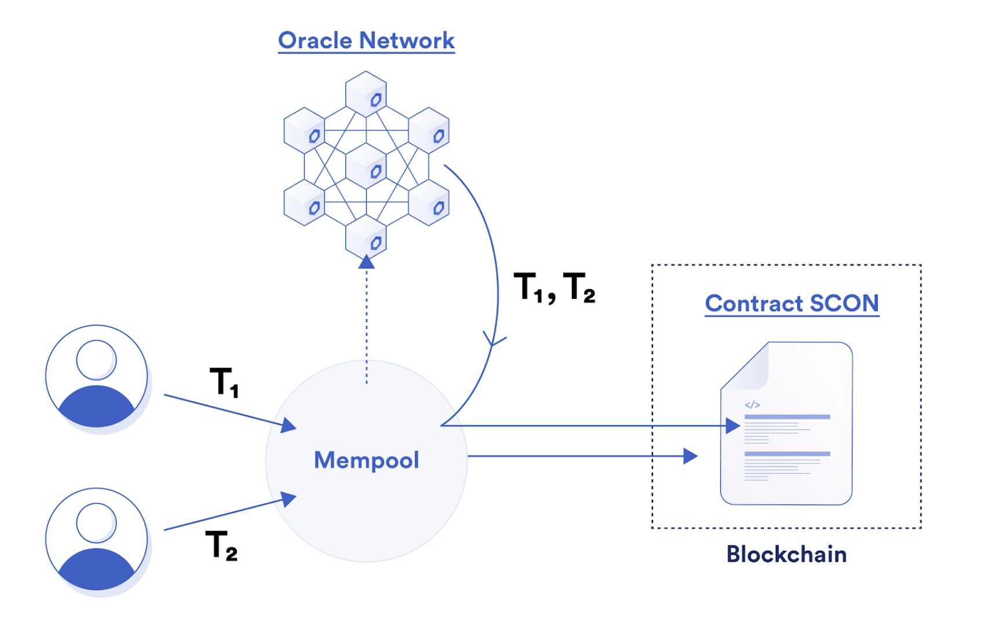 Oracle Network
T₁, T₂
Contract SCON
T₁
</>
Mempool
T₂
Blockchain